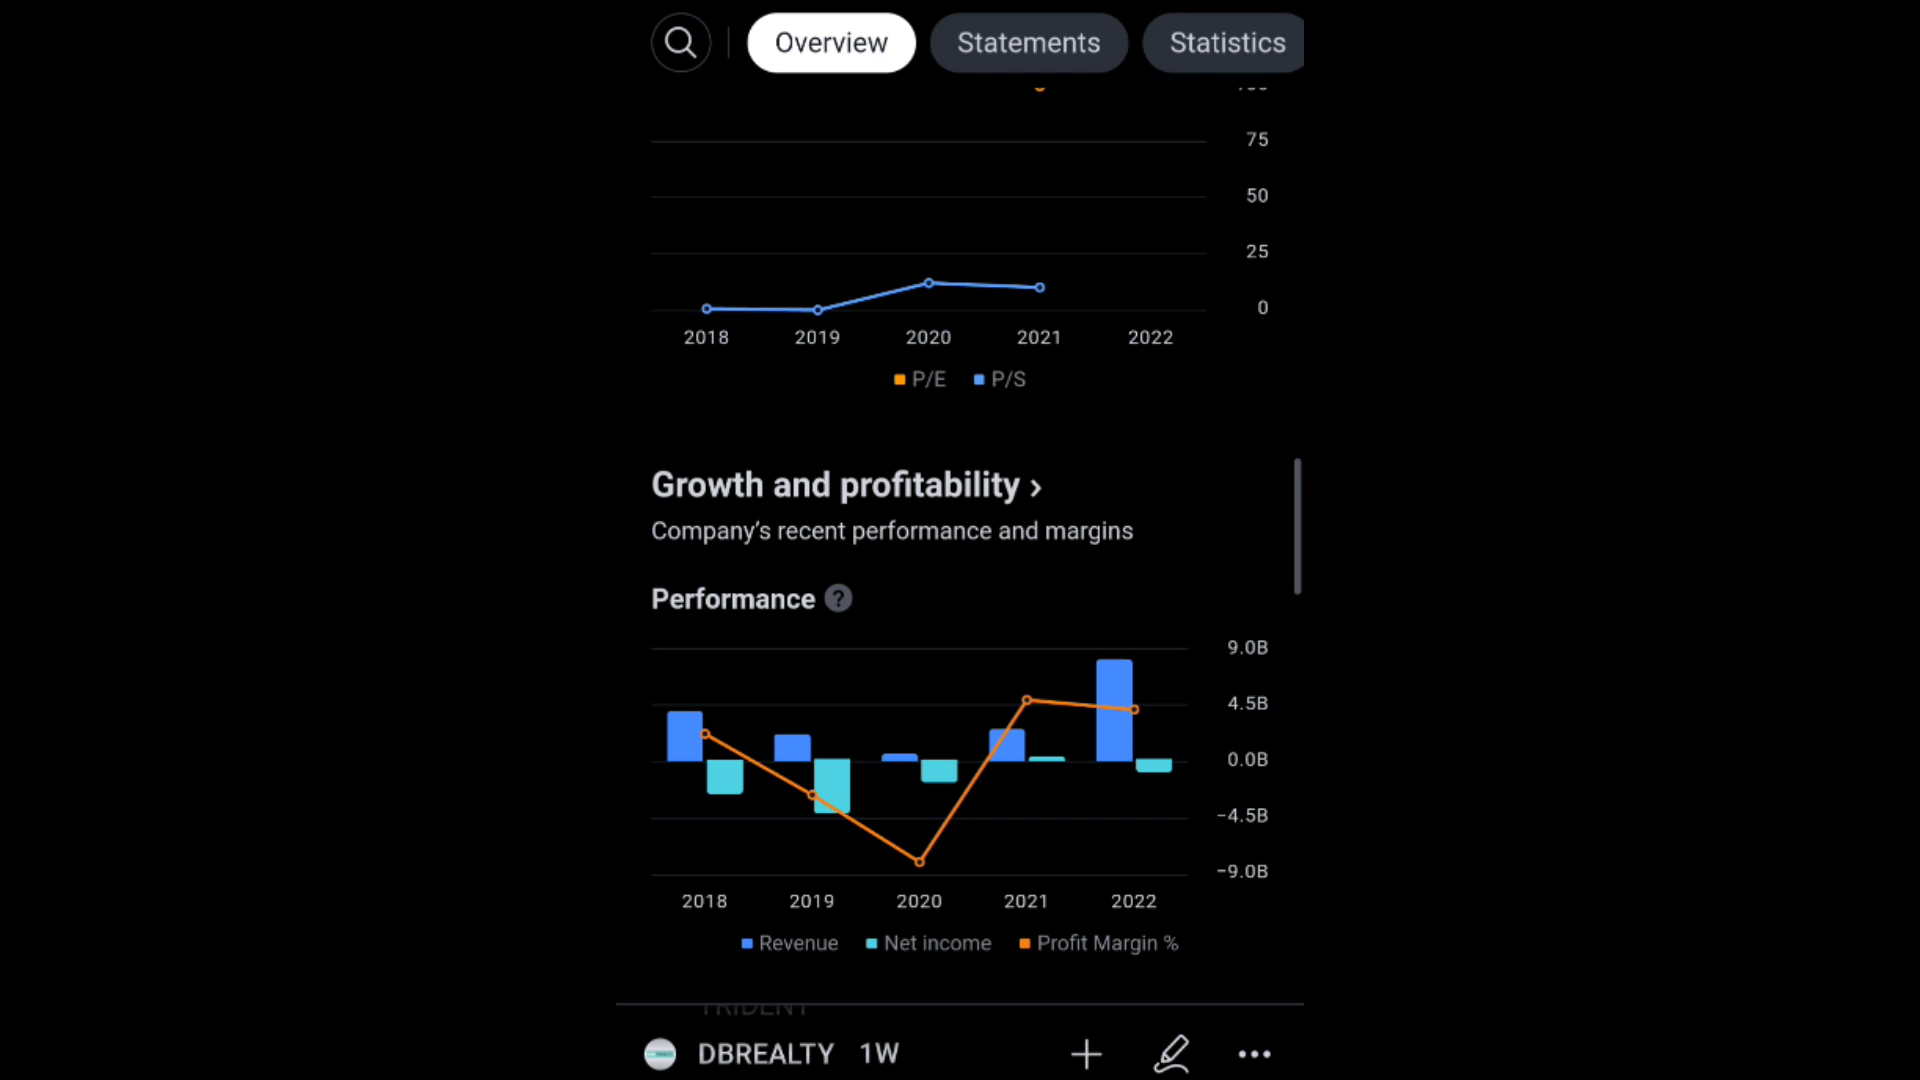 Overview Statements Statistics
75
50
25
0
2018 2019 2020 2021 2022
P/E P/S
Growth and profitability ›
Company’s recent performance and margins
Performance ?
9.0B
4.5B
0.0B
−4.5B
−9.0B
2018 2019 2020 2021 2022
Revenue Net income Profit Margin %
TRIDENT
DBREALTY 1W